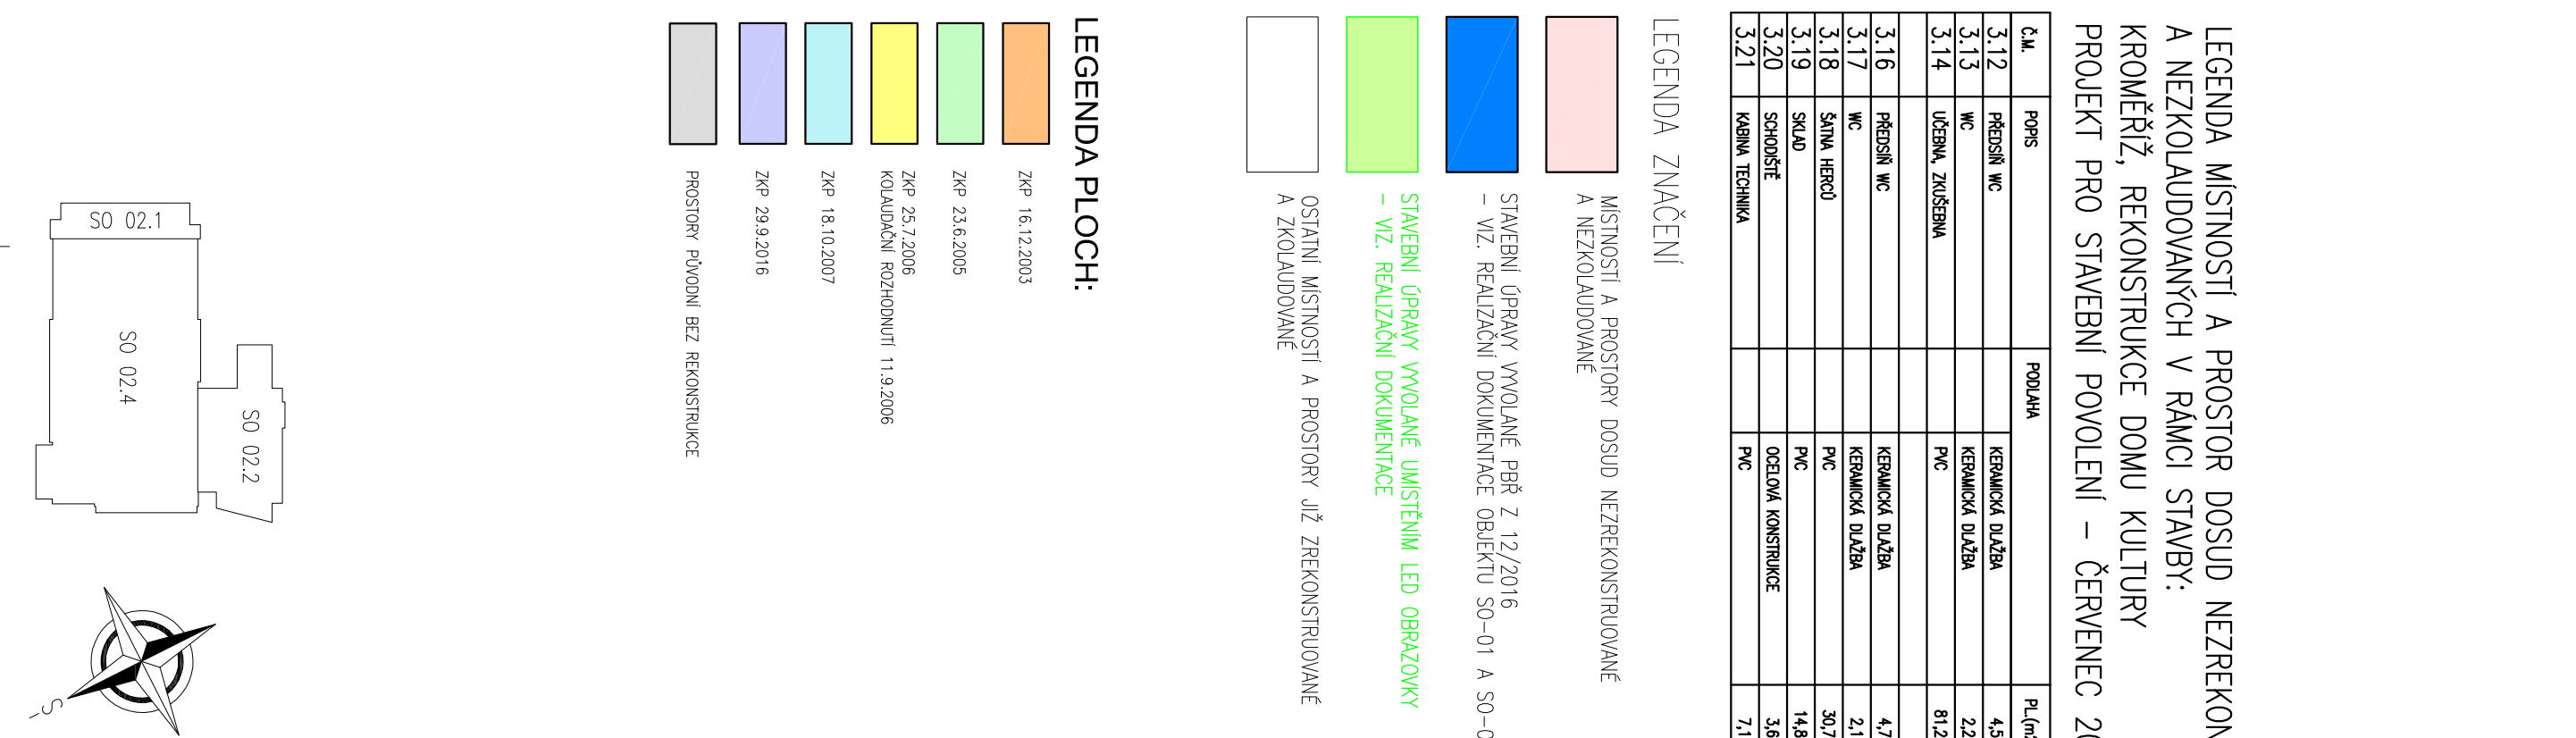 LEGENDA MÍSTNOSTÍ A PROSTOR DOSUD NEZREKON
A NEZKOLAUDOVANÝCH V RÁMCI STAVBY:
KROMĚŘÍŽ, REKONSTRUKCE DOMU KULTURY
PROJEKT PRO STAVEBNÍ POVOLENÍ – ČERVENEC 20
Č.M. POPIS PODLAHA PL.(m2
3.12 PŘEDSÍŇ WC KERAMICKÁ DLAŽBA 4,5
3.13 WC KERAMICKÁ DLAŽBA 2,2
3.14 UČEBNA, ZKUŠEBNA PVC 81,2
3.16 PŘEDSÍŇ WC KERAMICKÁ DLAŽBA 4,7
3.17 WC KERAMICKÁ DLAŽBA 2,1
3.18 ŠATNA HERCŮ PVC 30,7
3.19 SKLAD PVC 14,8
3.20 SCHODIŠTĚ OCELOVÁ KONSTRUKCE 3,6
3.21 KABINA TECHNIKA PVC 7,1
LEGENDA ZNAČENÍ
MÍSTNOSTÍ A PROSTORY DOSUD NEZREKONSTRUOVANÉ
A NEZKOLAUDOVANÉ
STAVEBNÍ ÚPRAVY VYVOLANÉ PBŘ Z 12/2016
– VIZ. REALIZAČNÍ DOKUMENTACE OBJEKTU SO–01 A SO–0
STAVEBNÍ ÚPRAVY VYVOLANÉ UMÍSTĚNÍM LED OBRAZOVKY
– VIZ. REALIZAČNÍ DOKUMENTACE
OSTATNÍ MÍSTNOSTÍ A PROSTORY JIŽ ZREKONSTRUOVANÉ
A ZKOLAUDOVANÉ
LEGENDA PLOCH:
ZKP 16.12.2003
ZKP 23.6.2005
ZKP 25.7.2006
KOLAUDAČNÍ ROZHODNUTÍ 11.9.2006
ZKP 18.10.2007
ZKP 29.9.2016
PROSTORY PŮVODNÍ BEZ REKONSTRUKCE
SO 02.1
SO 02.4
SO 02.2
S